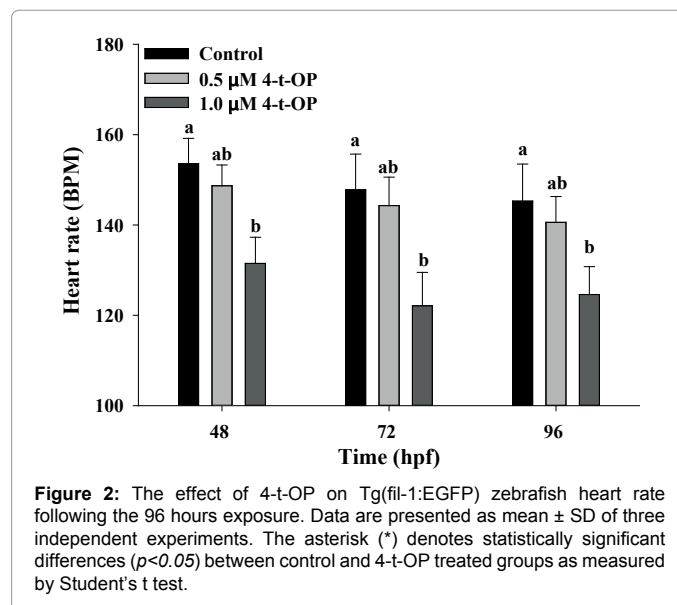 180
160
140
120
100
Heart rate (BPM)
Control
0.5 μM 4-t-OP
1.0 μM 4-t-OP
a
ab
b
a
ab
b
a
ab
b
48
72
96
Time (hpf)
Figure 2: The effect of 4-t-OP on Tg(fil-1:EGFP) zebrafish heart rate
following the 96 hours exposure. Data are presented as mean ± SD of three
independent experiments. The asterisk (*) denotes statistically significant
differences (p<0.05) between control and 4-t-OP treated groups as measured
by Student's t test.